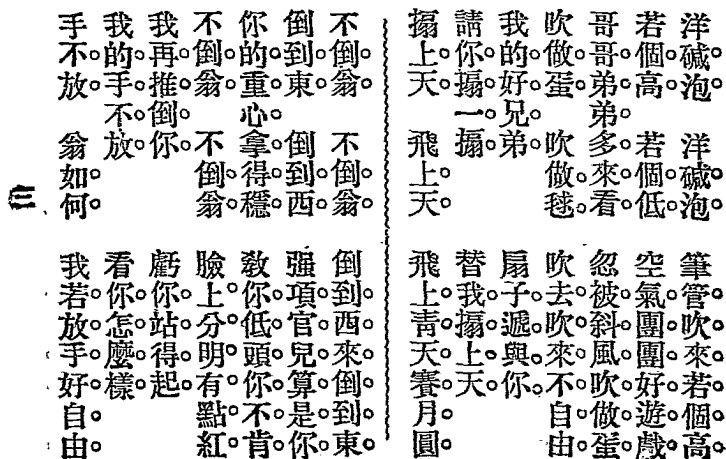 洋碱泡。洋碱泡。筆管吹來若個高。
若個高。若個低。空氣團團好遊戲。
哥哥弟弟。多來看。忽被斜風吹做蛋。
吹做蛋。吹做毬。吹去吹來不自由。
我的好兄弟。扇子遞與你。
請你搧一搧。替我搧上天。
搧上天。飛上天。飛上青天賽月圓。
不倒翁。不倒翁。倒到西來倒到東。
倒到東。倒到西。强項官兒算是你。
你的重心。拿得穩。敎你低頭你不肯。
不倒翁。不倒翁。臉上分明有點紅。
我再推倒你。虧你站得起。
我的手不放。看你怎麼樣。
手不放。翁如何。我若放手好自由。
三